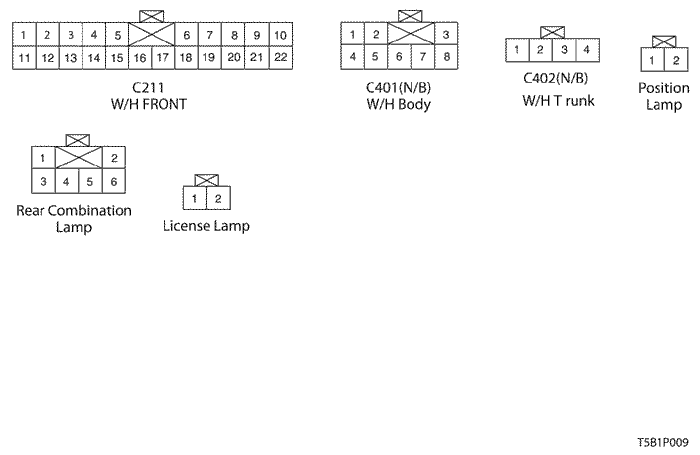 1 2 3 4 5 6 7 8 9 10
11 12 13 14 15 16 17 18 19 20 21 22
C211
W/H FRONT
1 2 3
4 5 6 7 8
C401(N/B)
W/H Body
1 2 3 4
C402(N/B)
W/H T runk
1 2
Position
Lamp
1 2
3 4 5 6
Rear Combination
Lamp
1 2
License Lamp
T5B1P009